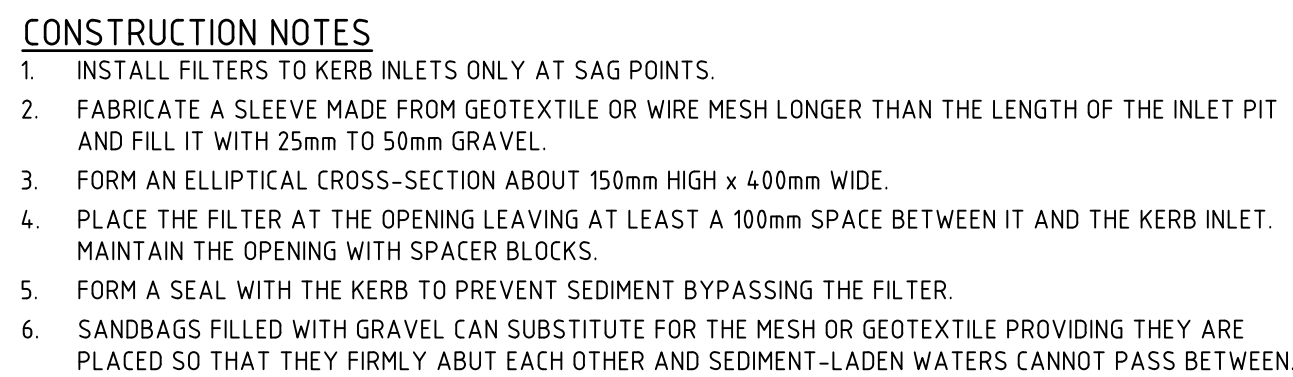 CONSTRUCTION NOTES
1. INSTALL FILTERS TO KERB INLETS ONLY AT SAG POINTS.
2. FABRICATE A SLEEVE MADE FROM GEOTEXTILE OR WIRE MESH LONGER THAN THE LENGTH OF THE INLET PIT
AND FILL IT WITH 25mm TO 50mm GRAVEL.
3. FORM AN ELLIPTICAL CROSS-SECTION ABOUT 150mm HIGH x 400mm WIDE.
4. PLACE THE FILTER AT THE OPENING LEAVING AT LEAST A 100mm SPACE BETWEEN IT AND THE KERB INLET.
MAINTAIN THE OPENING WITH SPACER BLOCKS.
5. FORM A SEAL WITH THE KERB TO PREVENT SEDIMENT BYPASSING THE FILTER.
6. SANDBAGS FILLED WITH GRAVEL CAN SUBSTITUTE FOR THE MESH OR GEOTEXTILE PROVIDING THEY ARE
PLACED SO THAT THEY FIRMLY ABUT EACH OTHER AND SEDIMENT-LADEN WATERS CANNOT PASS BETWEEN.